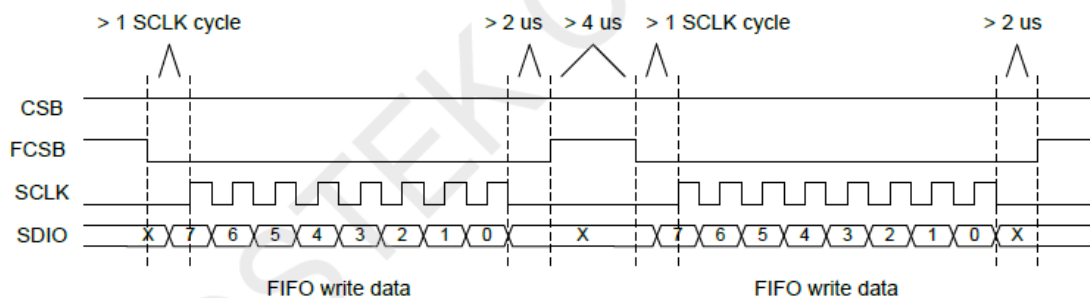 > 1 SCLK cycle > 2 us > 4 us > 1 SCLK cycle > 2 us
CSB
FCSB
SCLK
SDIO X 7 6 5 4 3 2 1 0 X 7 6 5 4 3 2 1 0 X
FIFO write data FIFO write data